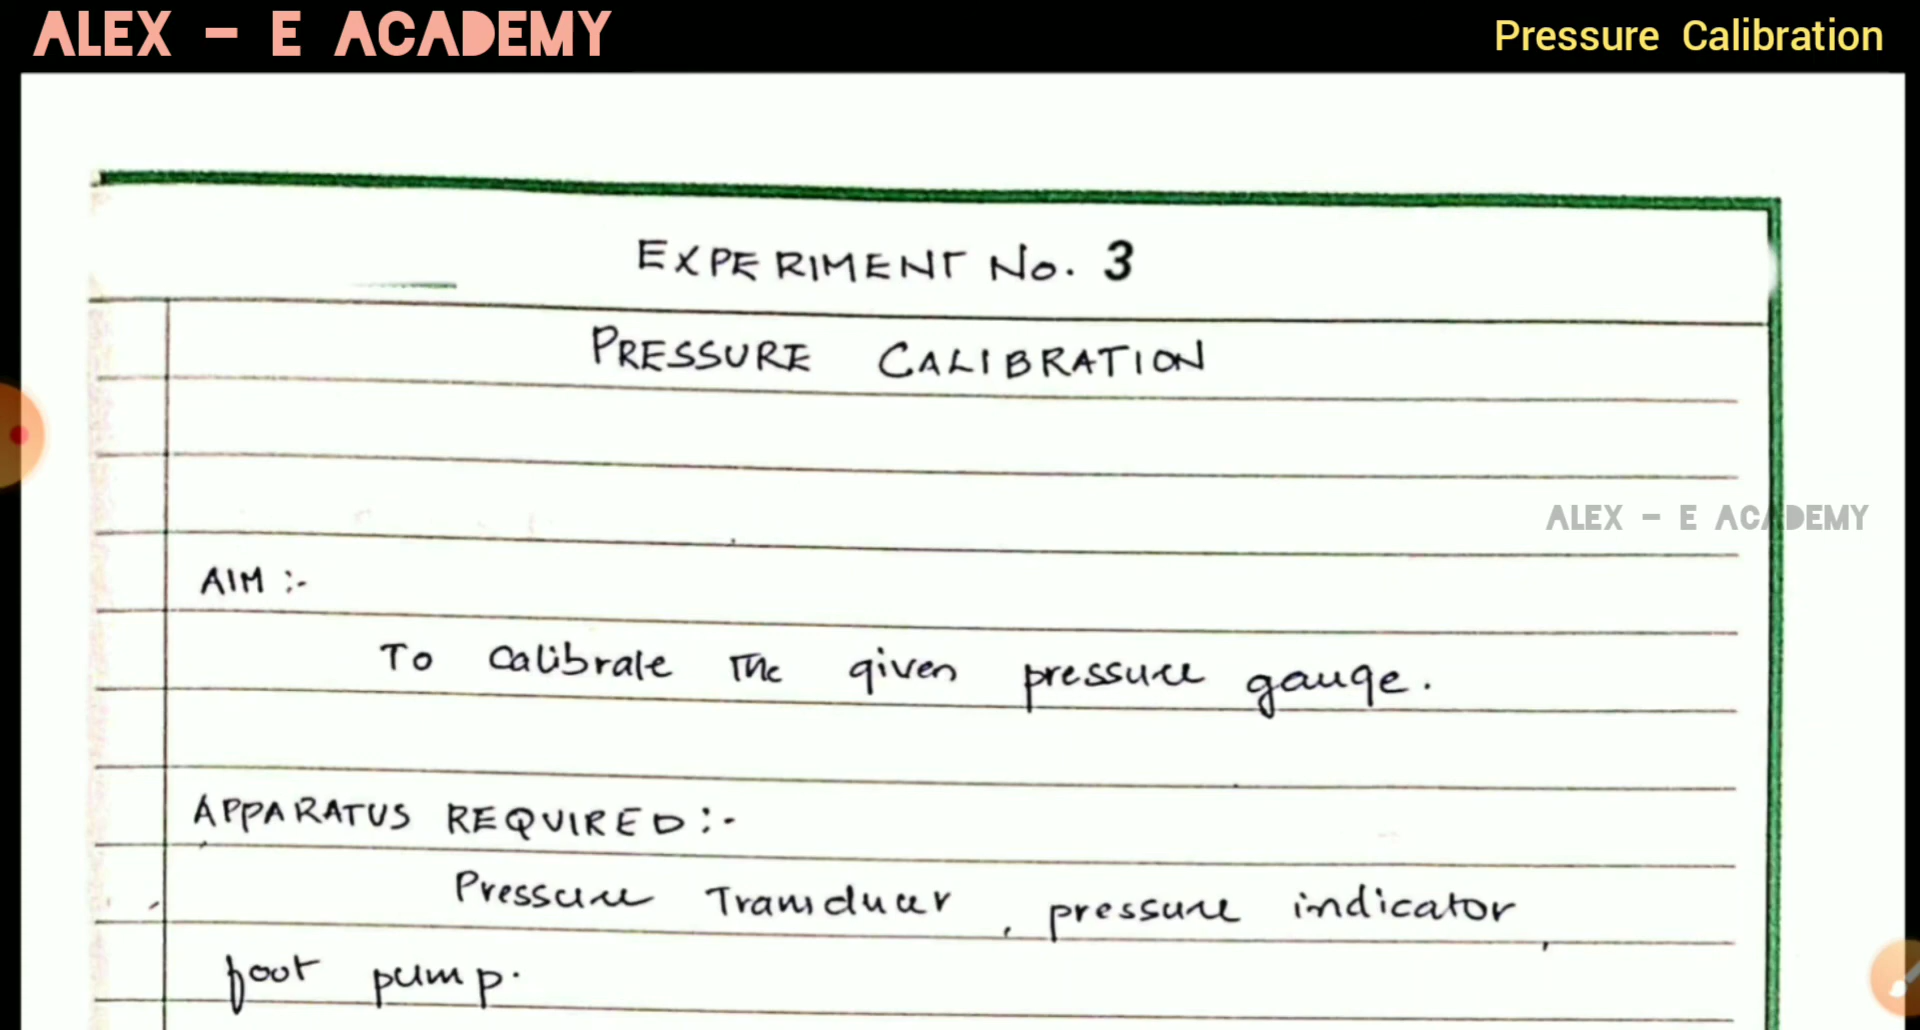 ALEX - E ACADEMY
Pressure Calibration
EXPERIMENT No. 3
PRESSURE CALIBRATION
ALEX - E ACADEMY
AIM :-
To calibrate the given pressure gauge.
APPARATUS REQUIRED :-
Pressure Transducer, pressure indicator,
foot pump.